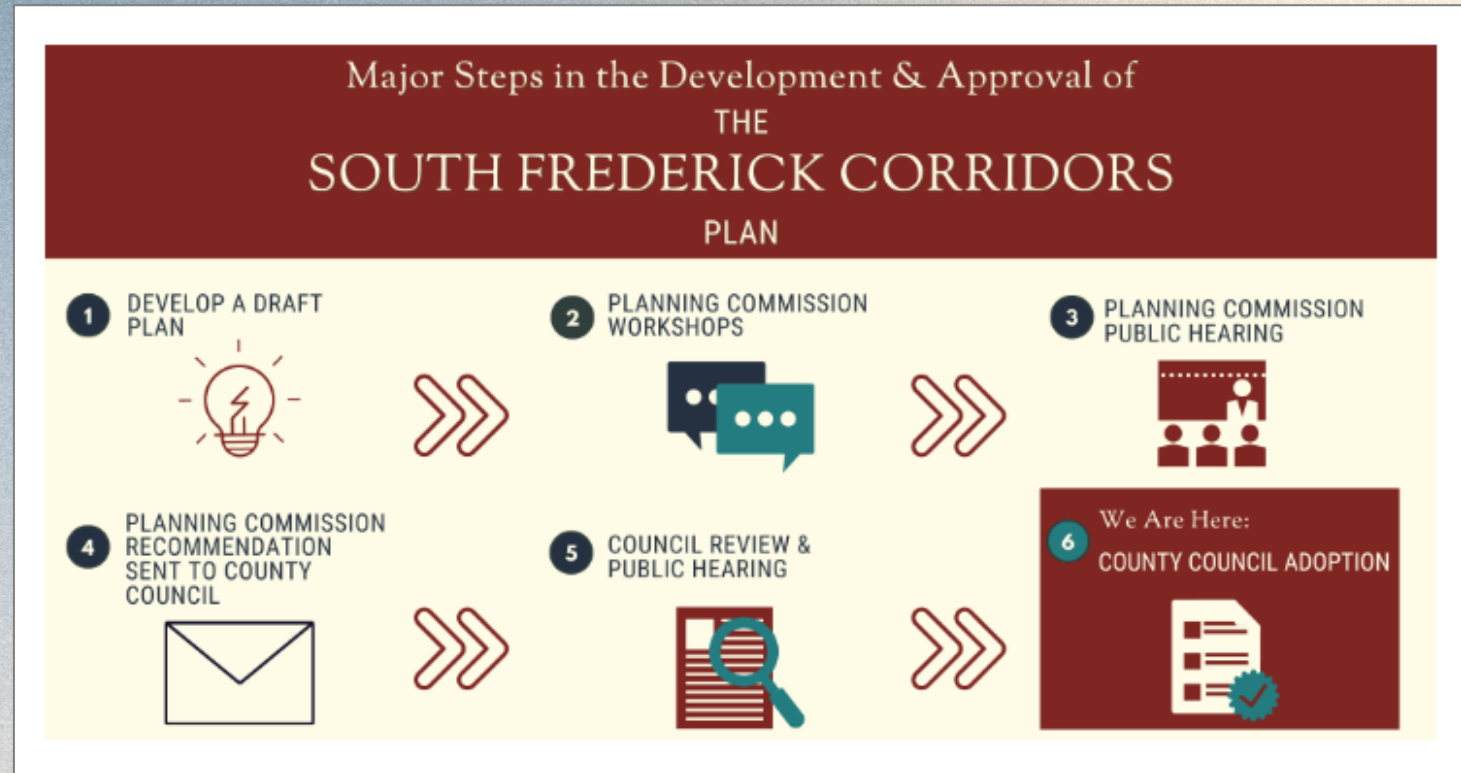 Major Steps in the Development & Approval of
THE
SOUTH FREDERICK CORRIDORS
PLAN
1
DEVELOP A DRAFT
PLAN
2
PLANNING COMMISSION
WORKSHOPS
3
PLANNING COMMISSION
PUBLIC HEARING
4
PLANNING COMMISSION
RECOMMENDATION
SENT TO COUNTY
COUNCIL
5
COUNCIL REVIEW &
PUBLIC HEARING
6
We Are Here:
COUNTY COUNCIL ADOPTION